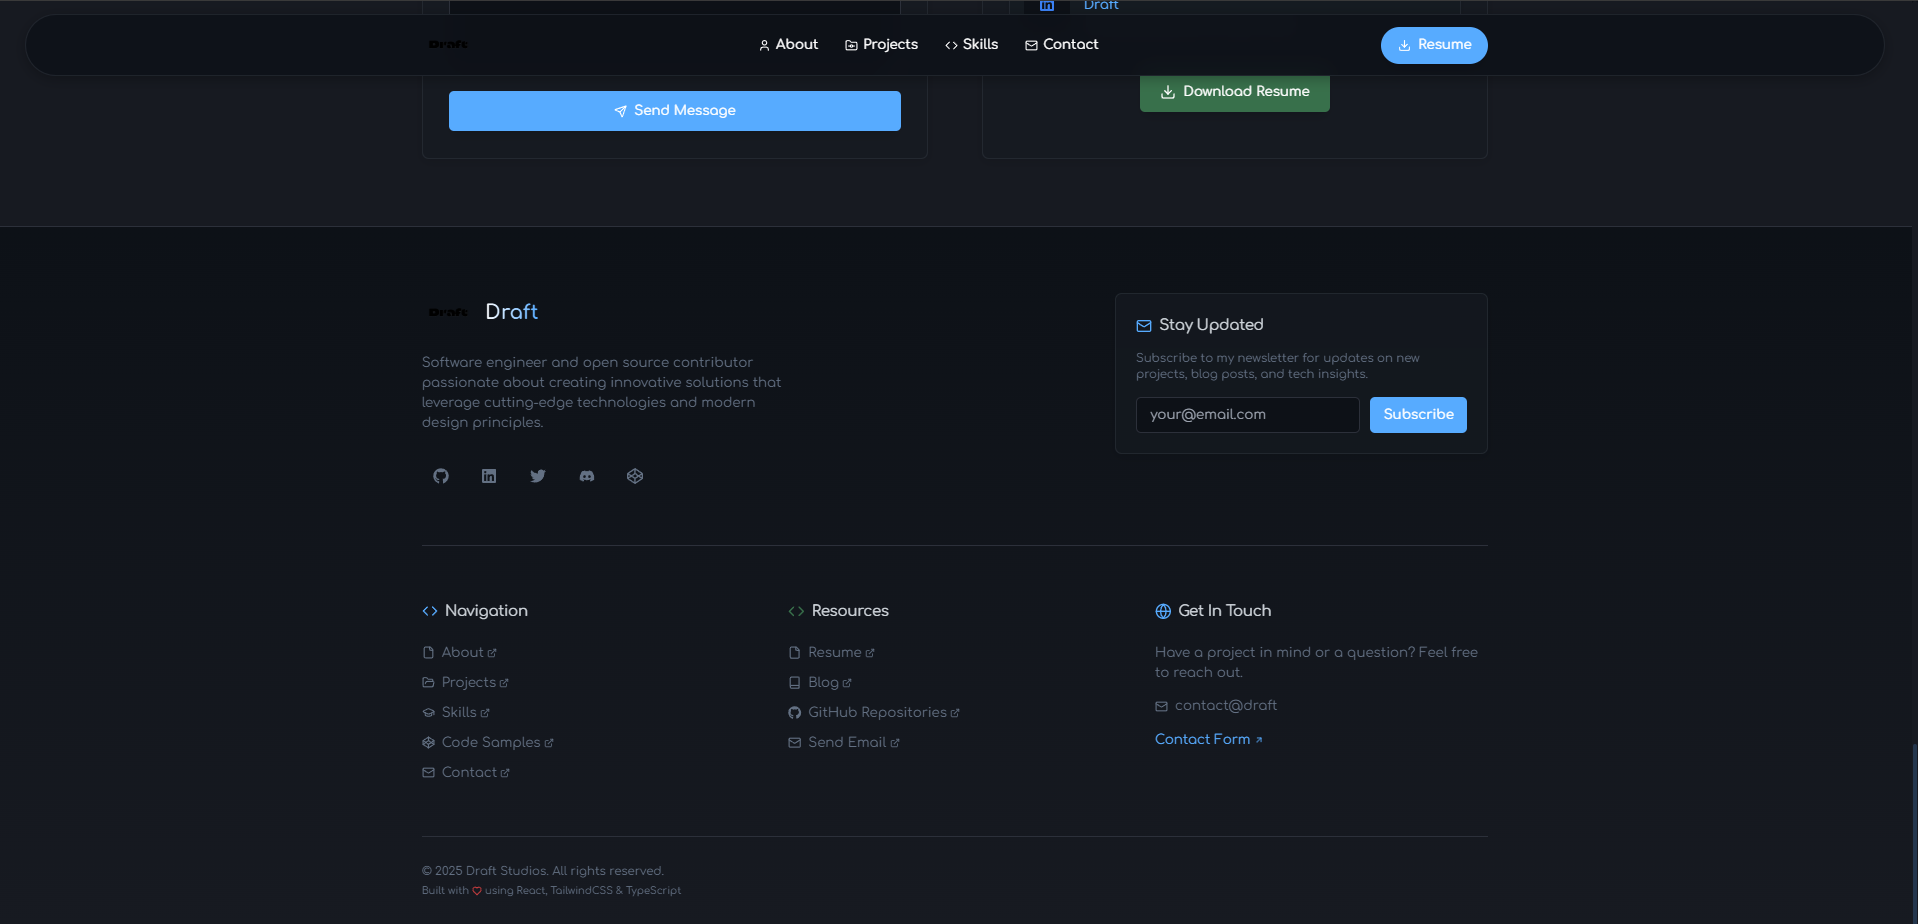 Draft
Draft
About
Projects
Skills
Contact
Resume
Send Message
Download Resume
Draft
Draft
Software engineer and open source contributor
passionate about creating innovative solutions that
leverage cutting-edge technologies and modern
design principles.
Stay Updated
Subscribe to my newsletter for updates on new
projects, blog posts, and tech insights.
your@email.com
Subscribe
Navigation
About
Projects
Skills
Code Samples
Contact
Resources
Resume
Blog
GitHub Repositories
Send Email
Get In Touch
Have a project in mind or a question? Feel free
to reach out.
contact@draft
Contact Form
© 2025 Draft Studios. All rights reserved.
Built with using React, TailwindCSS & TypeScript